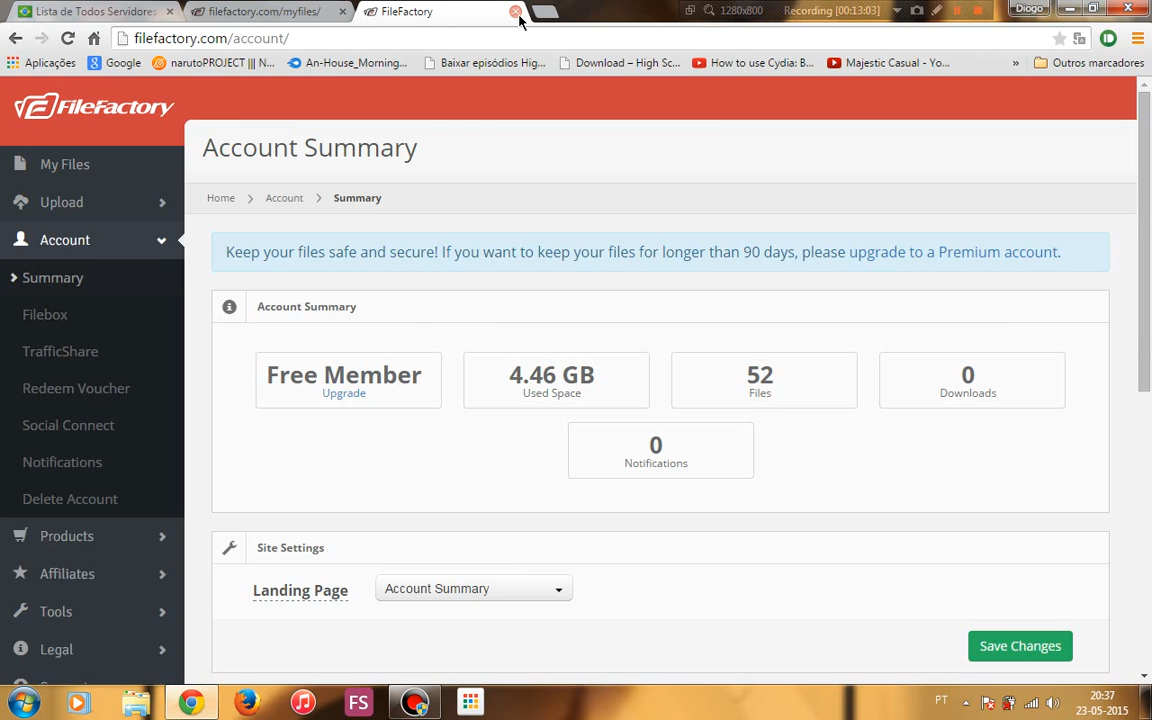 Lista de Todos Servidores
filefactory.com/myfiles/
FileFactory
1280x800
Recording [00:13:03]
Diogo
filefactory.com/account/
Aplicações
Google
narutoPROJECT ||| N...
An-House_Morning...
Baixar episódios Hig...
Download – High Sc...
How to use Cydia: B...
Majestic Casual - Yo...
»
Outros marcadores
FileFactory
My Files
Upload
Account
Summary
Filebox
TrafficShare
Redeem Voucher
Social Connect
Notifications
Delete Account
Products
Affiliates
Tools
Legal
Account Summary
Home > Account > Summary
Keep your files safe and secure! If you want to keep your files for longer than 90 days, please upgrade to a Premium account.
Account Summary
Free Member
Upgrade
4.46 GB
Used Space
52
Files
0
Downloads
0
Notifications
Site Settings
Landing Page
Account Summary
Save Changes
FS
PT
20:37
23-05-2015